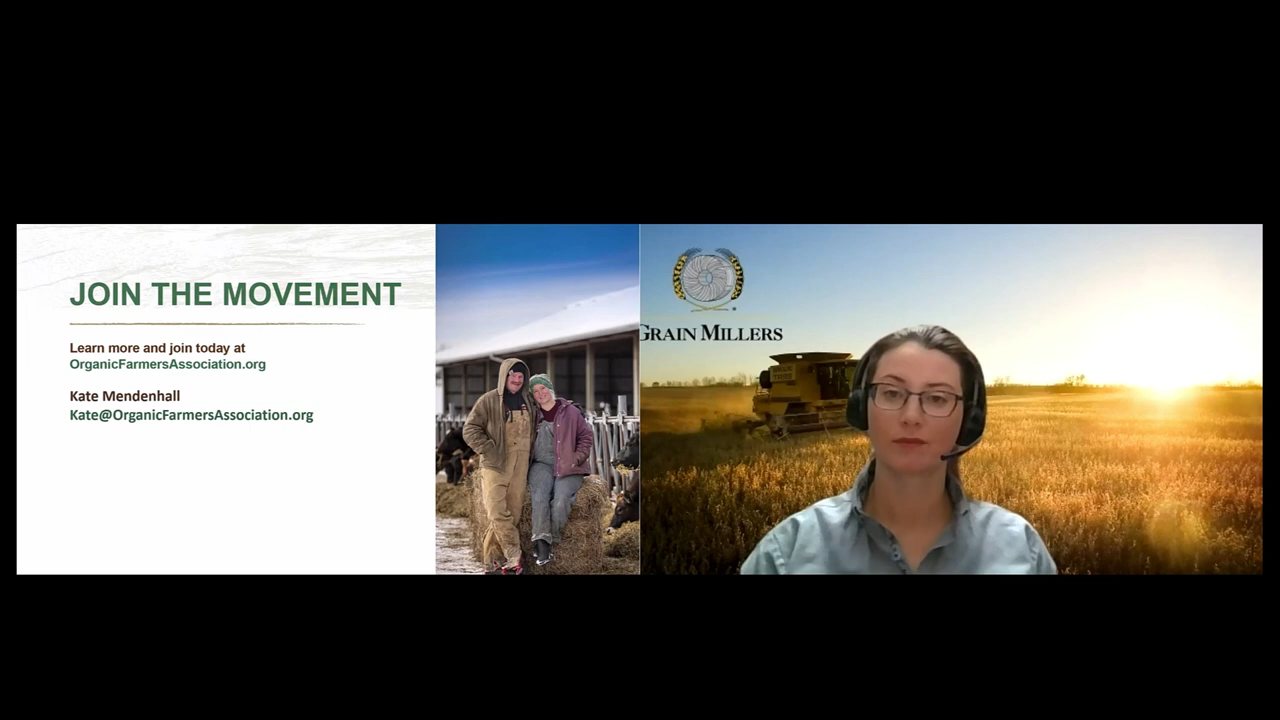 JOIN THE MOVEMENT
Learn more and join today at
OrganicFarmersAssociation.org
Kate Mendenhall
Kate@OrganicFarmersAssociation.org
GRAIN MILLERS